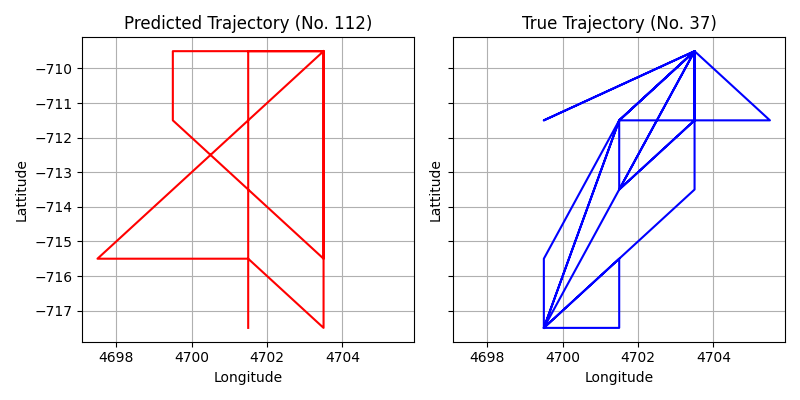 Predicted Trajectory (No. 112)
True Trajectory (No. 37)
Lattitude
−710
−711
−712
−713
−714
−715
−716
−717
4698
4700
4702
4704
Longitude
Lattitude
4698
4700
4702
4704
Longitude